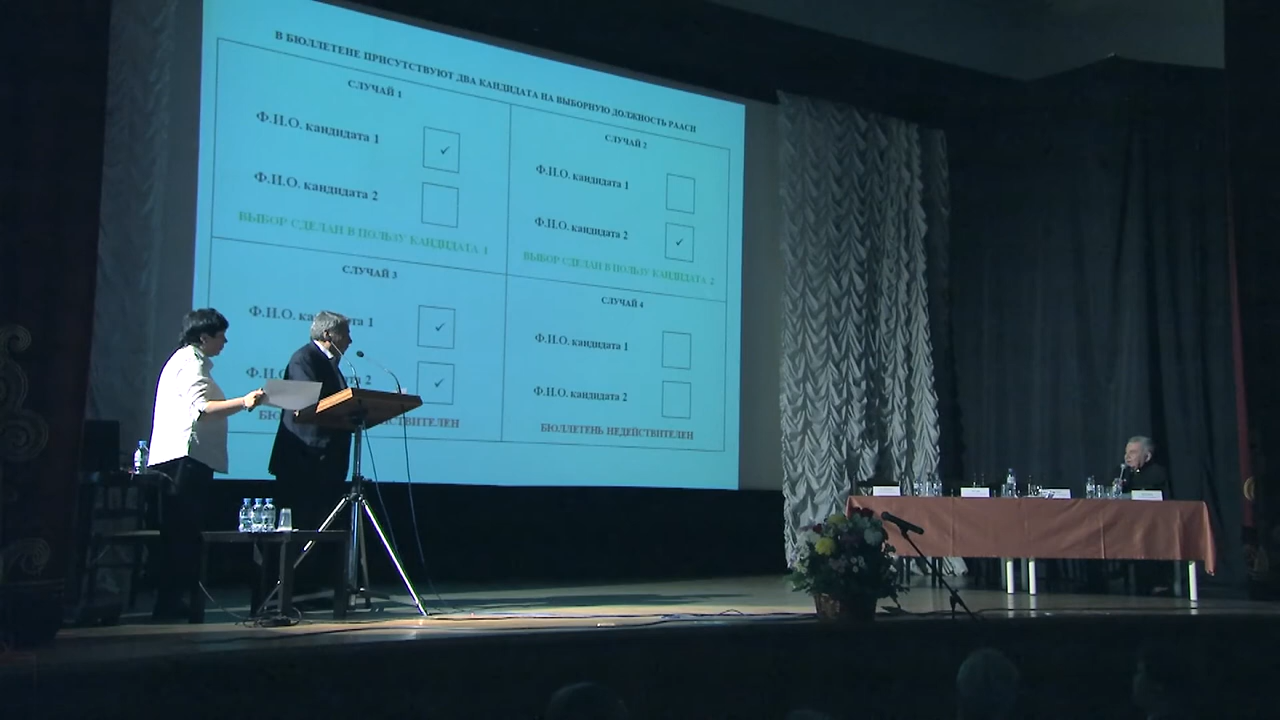 В БЮЛЛЕТЕНЕ ПРИСУТСТВУЮТ ДВА КАНДИДАТА НА ВЫБОРНУЮ ДОЛЖНОСТЬ РААСН
СЛУЧАЙ 1
Ф.И.О. кандидата 1
Ф.И.О. кандидата 2
ВЫБОР СДЕЛАН В ПОЛЬЗУ КАНДИДАТА 1
СЛУЧАЙ 2
Ф.И.О. кандидата 1
Ф.И.О. кандидата 2
ВЫБОР СДЕЛАН В ПОЛЬЗУ КАНДИДАТА 2
СЛУЧАЙ 3
Ф.И.О. 1
2
СЛУЧАЙ 4
Ф.И.О. кандидата 1
Ф.И.О. кандидата 2
БЮЛЛЕТЕНЬ НЕДЕЙСТВИТЕЛЕН